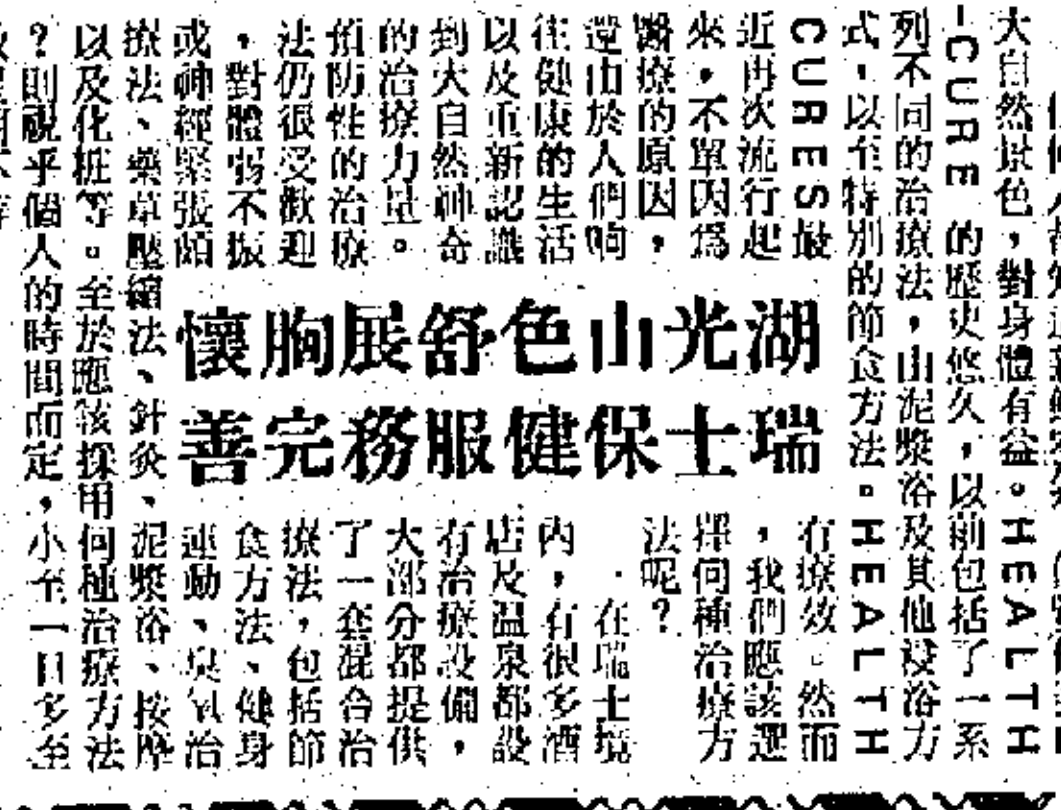 湖光山色舒展胸懷
瑞士保健服務完善
大自然景色，對身體有益。HEALTH
-CURE 的歷史悠久，以前包括了一系
列不同的治療法，由泥漿浴及其他浸浴方
式-以至特別的節食方法。HEALTH
CURES最
近再次流行起
來，不單因為
醫療的原因，
還由於人們响
往健康的生活
以及重新認識
到大自然神奇
的治療力量。
預防性的治療
法仍很受歡迎
，對體弱不振
或神經緊張頗
有療效。然而
，我們應該選
擇何種治療方
法呢？
在瑞士境
內，有很多酒
店及温泉都設
有治療設備，
大部分都提供
了一套混合治
療法，包括節
食方法、健身
運動、臭氧治
療法、藥草壓縮法、針灸、泥漿浴、按摩
以及化粧等。至於應該採用何種治療方法
？則視乎個人的時間而定，小至一日多至